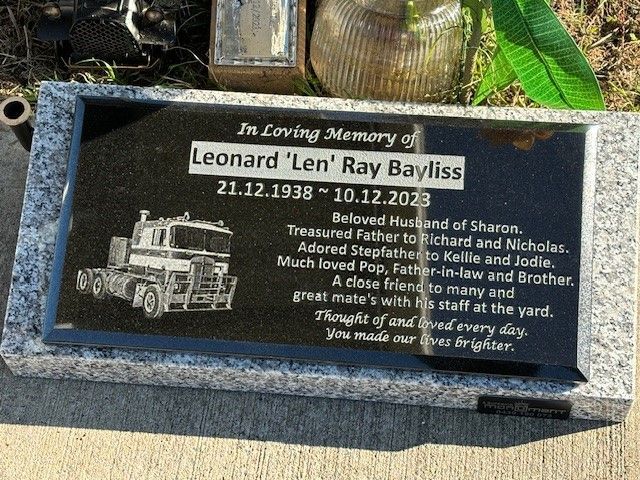 In Loving Memory of
Leonard 'Len' Ray Bayliss
21.12.1938 ~ 10.12.2023
Beloved Husband of Sharon.
Treasured Father to Richard and Nicholas.
Adored Stepfather to Kellie and Jodie.
Much loved Pop, Father-in-law and Brother.
A close friend to many and
great mate's with his staff at the yard.
Thought of and loved every day.
You made our lives brighter.